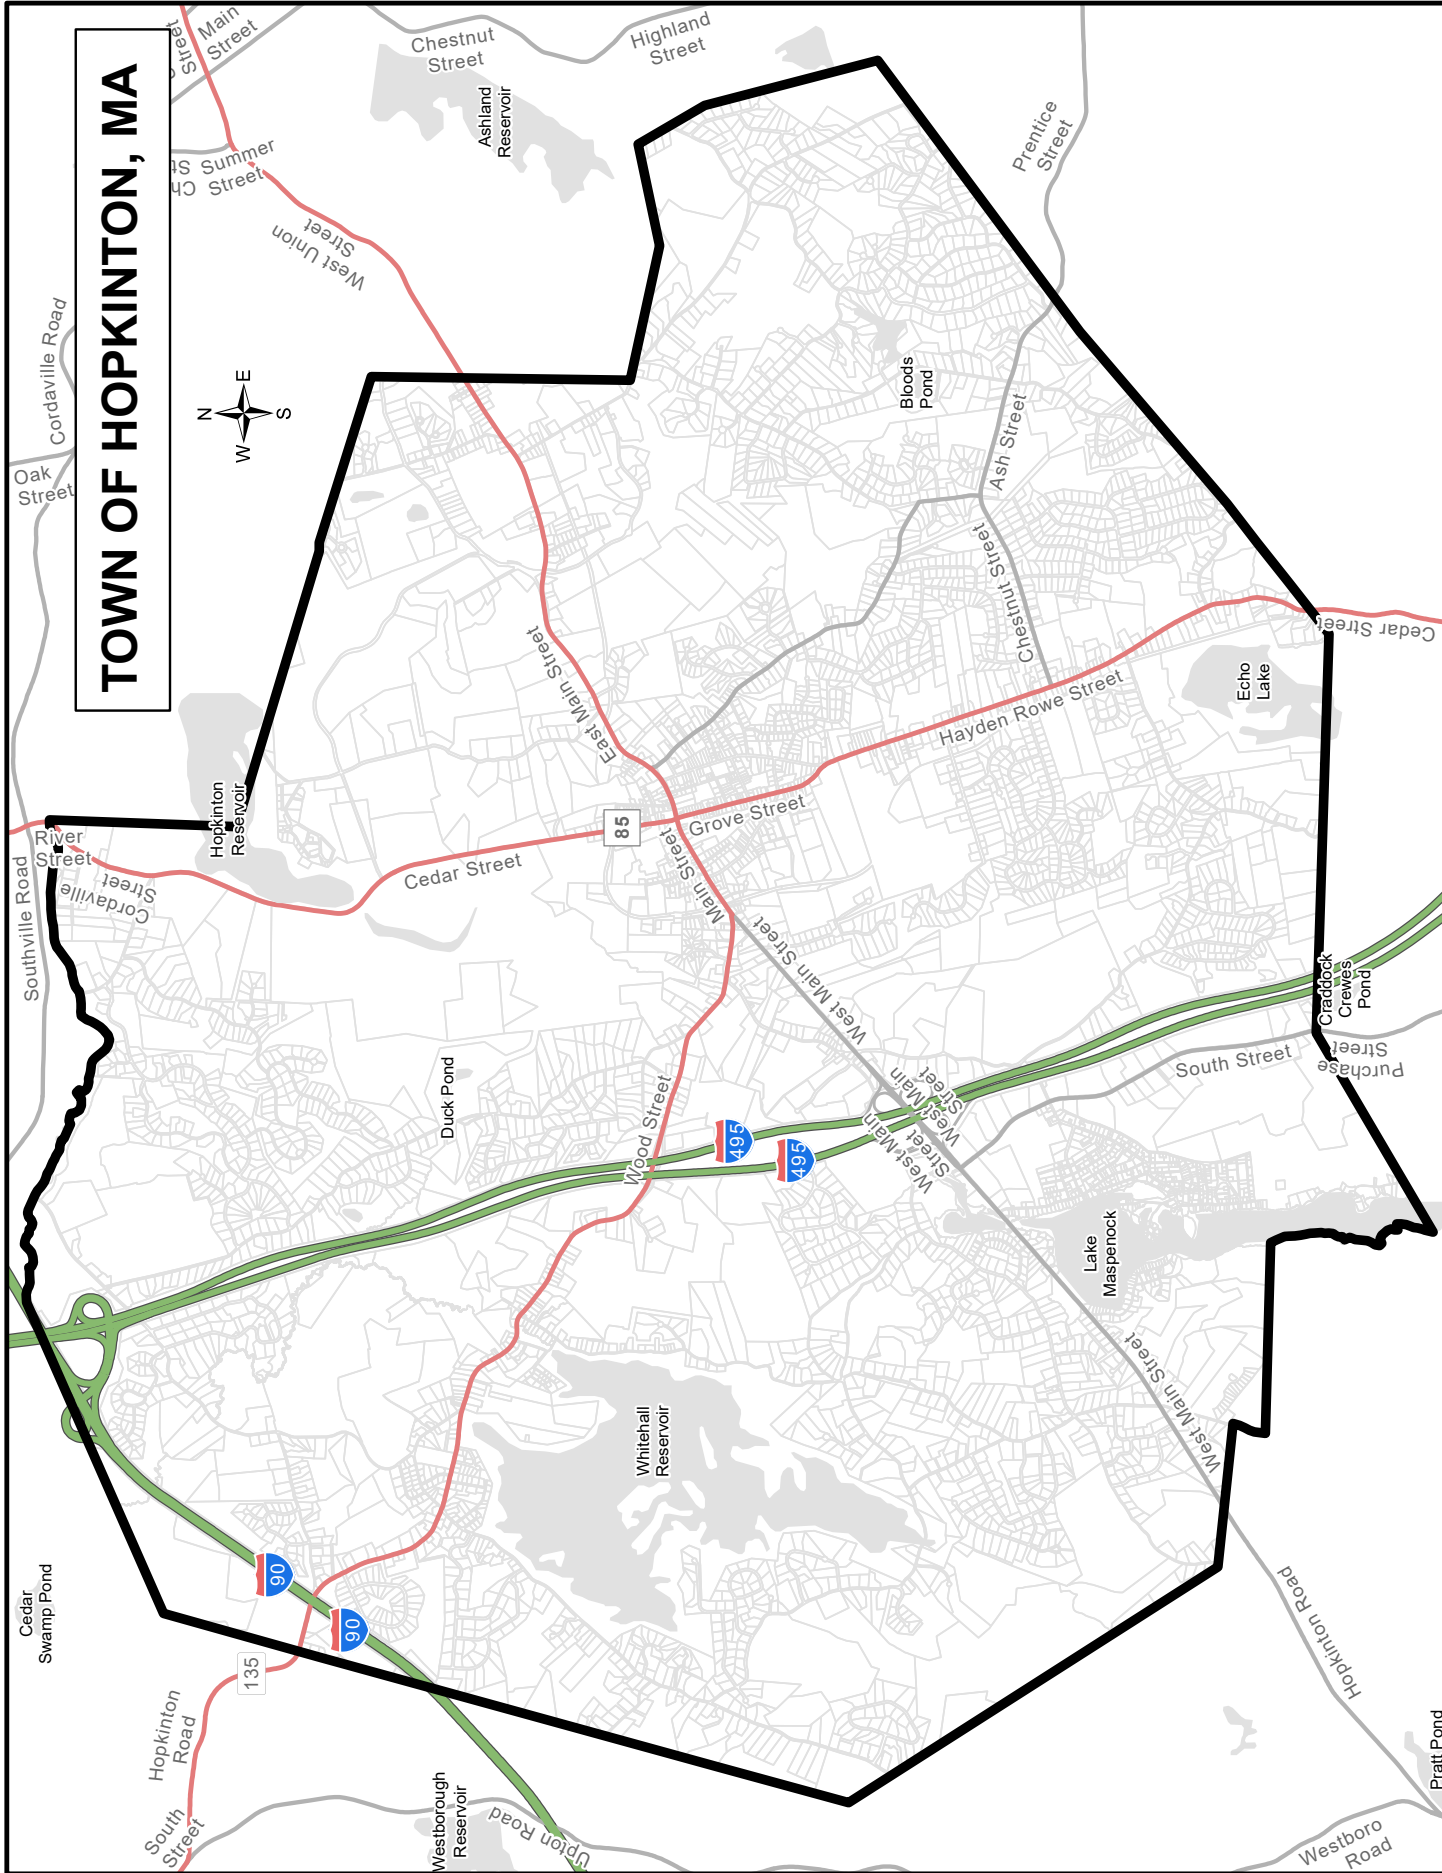 TOWN OF HOPKINTON, MA
N
W
E
S
Cedar
Swamp Pond
Hopkinton
Road
135
South
Street
Westborough
Reservoir
Upton Road
90
90
Southville Road
River
Street
Cordaville
Street
Oak
Street
Cordaville Road
Street
Main
Street
Summer
Street
Ch
St
West Union
Street
Chestnut
Street
Highland
Street
Ashland
Reservoir
Hopkinton
Reservoir
Cedar Street
85
East Main Street
Main Street
Grove Street
Duck Pond
Wood Street
495
495
West Main Street
West Main
Street
West Main
Street
Whitehall
Reservoir
Bloods
Pond
Prentice
Street
Ash Street
Chestnut Street
Hayden Rowe Street
Echo
Lake
Cedar Street
Craddock
Crewes
Pond
South Street
Purchase
Street
Lake
Maspenock
West Main Street
Hopkinton Road
Westboro
Road
Pratt Pond